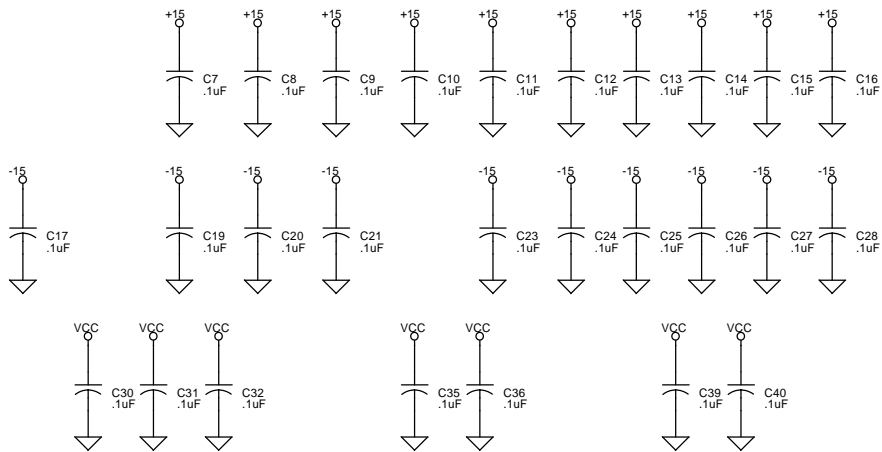 +15 +15 +15 +15 +15 +15 +15 +15 +15 +15
C7 C8 C9 C10 C11 C12 C13 C14 C15 C16
.1uF .1uF .1uF .1uF .1uF .1uF .1uF .1uF .1uF .1uF
-15 -15 -15 -15 -15 -15 -15 -15 -15 -15
C17 C19 C20 C21 C23 C24 C25 C26 C27 C28
.1uF .1uF .1uF .1uF .1uF .1uF .1uF .1uF .1uF .1uF
VCC VCC VCC VCC VCC VCC VCC
C30 C31 C32 C35 C36 C39 C40
.1uF .1uF .1uF .1uF .1uF .1uF .1uF